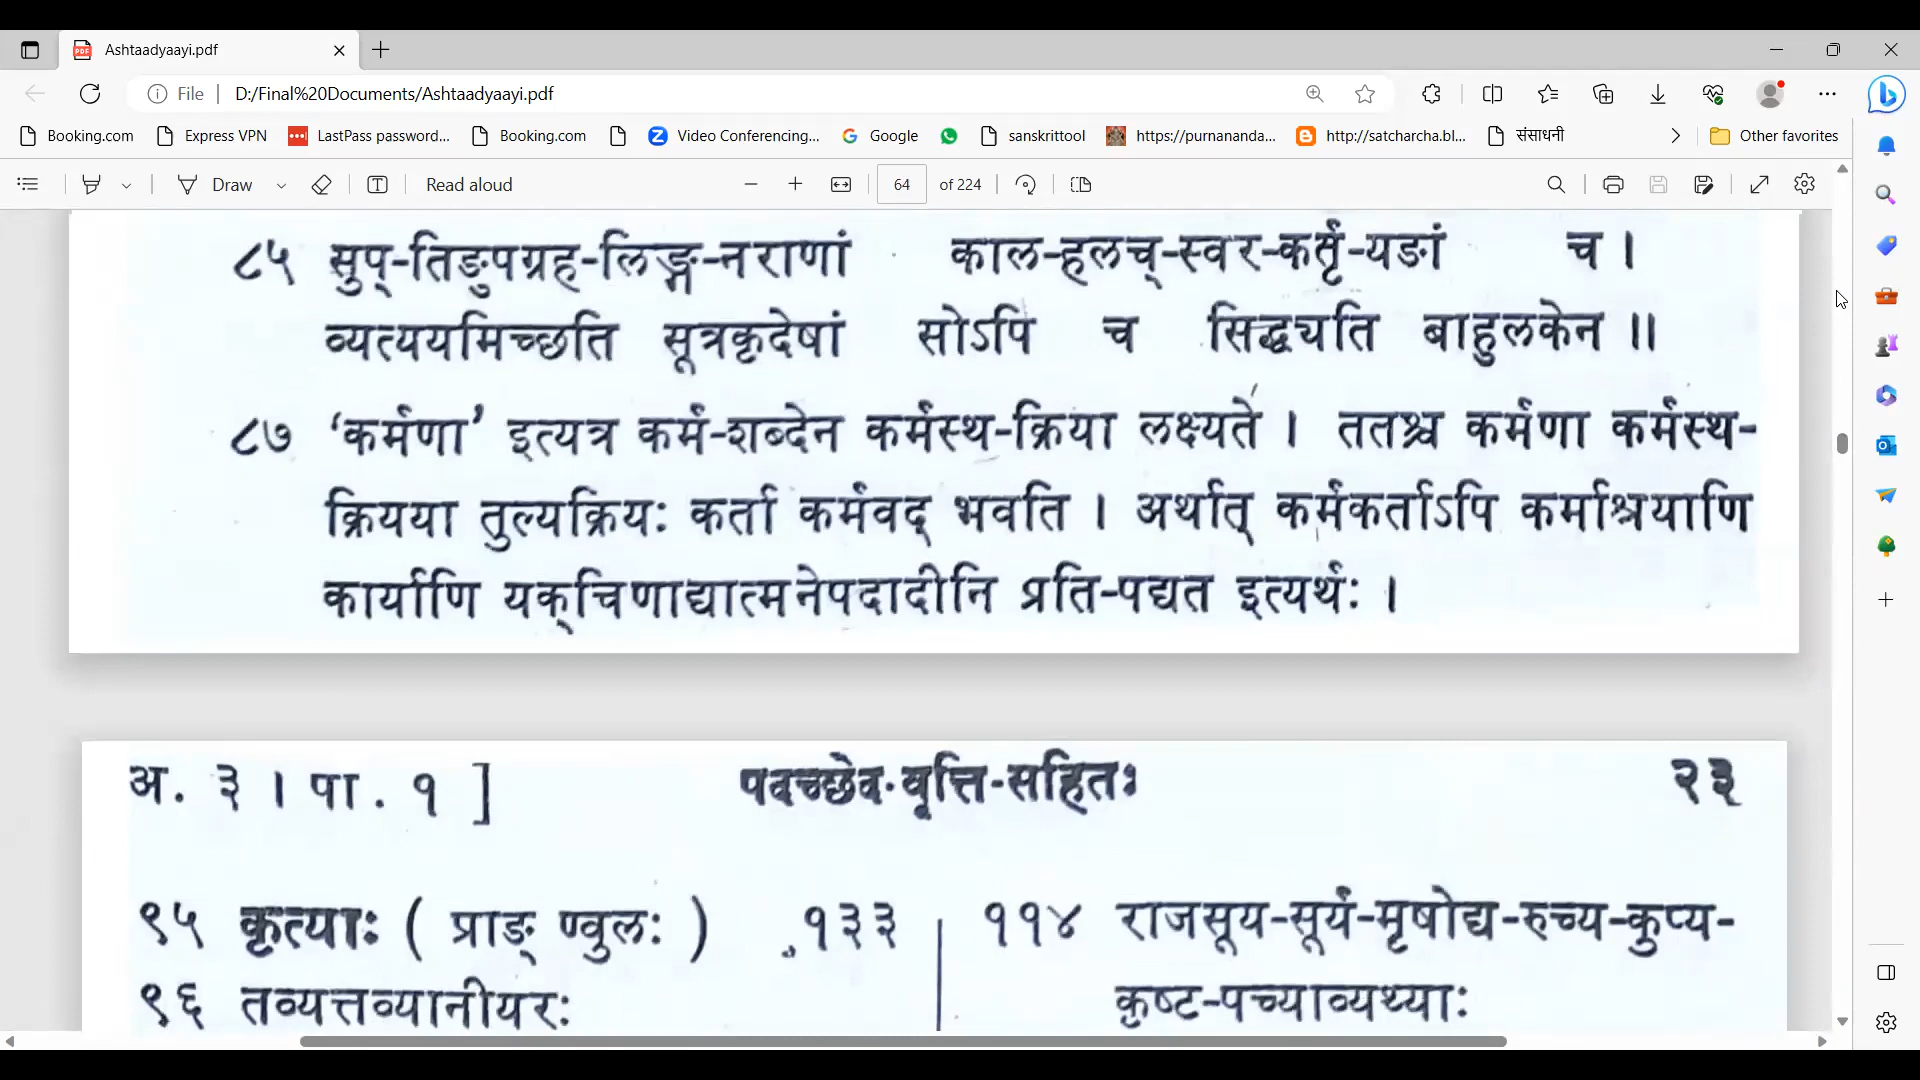 Ashtaadyaayi.pdf
File D:/Final%20Documents/Ashtaadyaayi.pdf
Booking.com Express VPN LastPass password... Booking.com Video Conferencing,... Google sanskrittool https://purnananda... http://satcharcha.bl... संसाधनी Other favorites
Draw Read aloud 64 of 224
८५ सुप्-तिङुपग्रह-लिङ्ग-नराणां काल-हलच्-स्वर-कर्तृ-यङां च ।
व्यत्ययमिच्छति सूत्रकृदेषां सोऽपि च सिद्ध्यति बाहुलकेन ॥
८७ ‘कर्मणा’ इत्यत्र कर्म-शब्देन कर्मस्थ-क्रिया लक्ष्यते । ततश्च कर्मणा कर्मस्थ-
क्रियया तुल्यक्रियः कर्ता कर्मवद् भवति । अर्थात् कर्मकर्ताऽपि कर्माश्रयाणि
कार्याणि यक्चिणाद्यात्मनेपदादीनि प्रति-पद्यत इत्यर्थः ।
अ. ३ । पा. १ ] पदच्छेद-वृत्ति-सहितः २३
९५ कृत्याः ( प्राङ् ण्वुलः ) १३३
९६ तव्यत्तव्यानीयरः
११४ राजसूय-सूर्य-मृषोद्य-रुच्य-कुप्य-
कृष्ट-पच्याव्यथ्याः